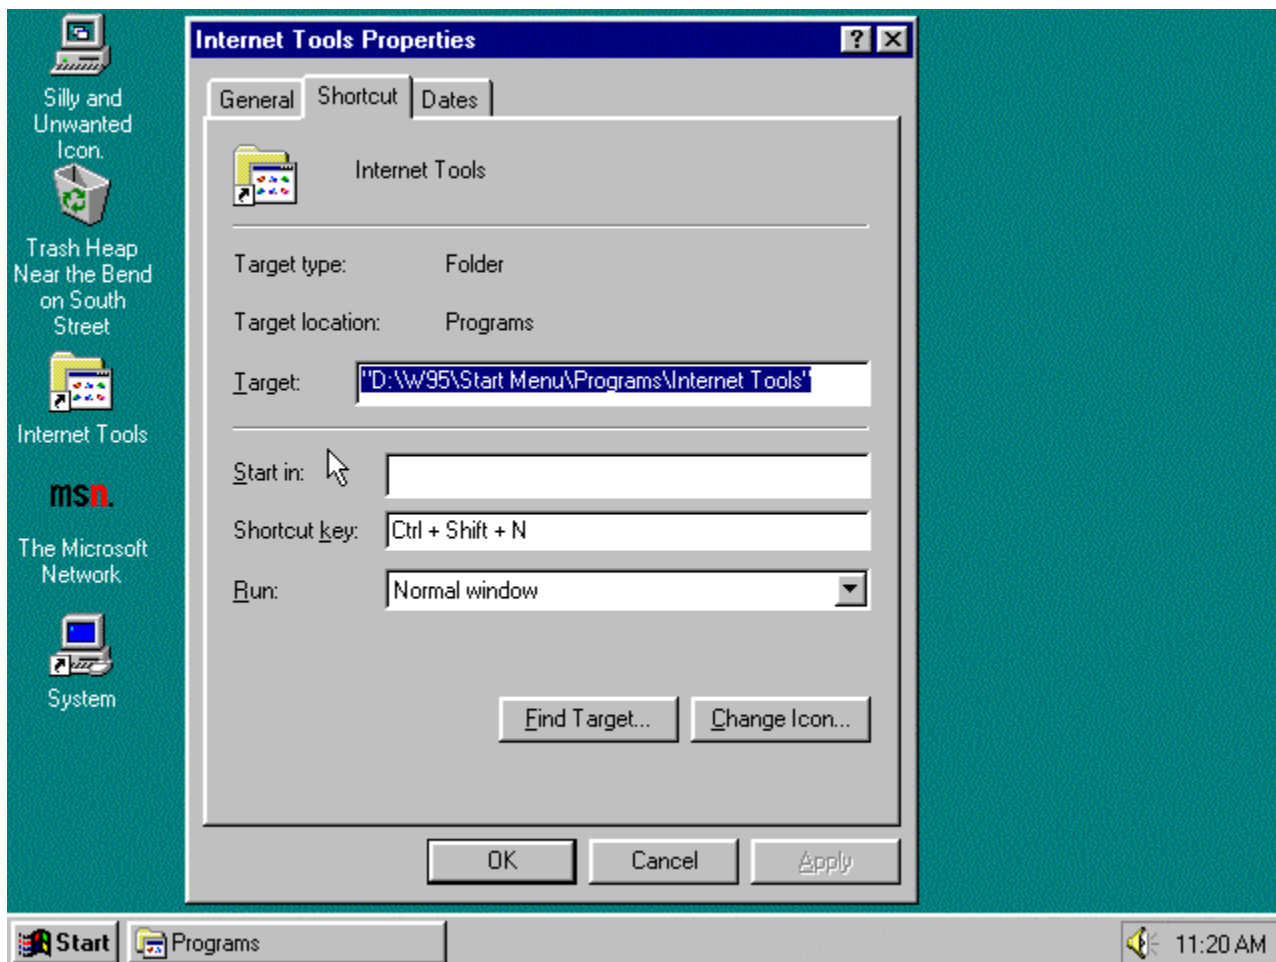 Silly and
Unwanted
Icon.
Trash Heap
Near the Bend
on South
Street
Internet Tools
msn.
The Microsoft
Network
System
Internet Tools Properties
General Shortcut Dates
Internet Tools
Target type: Folder
Target location: Programs
Target: "D:\W95\Start Menu\Programs\Internet Tools"
Start in:
Shortcut key: Ctrl + Shift + N
Run: Normal window
Find Target... Change Icon...
OK Cancel Apply
Start Programs 11:20 AM